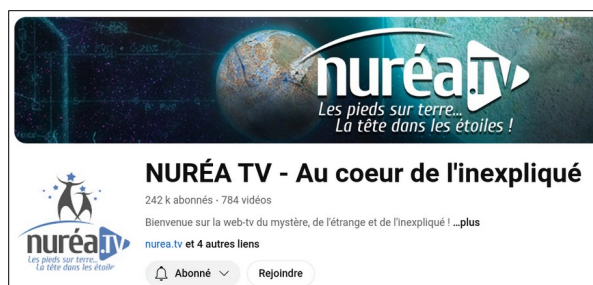 nuréa.TV
Les pieds sur terre...
La tête dans les étoiles !
NURÉA TV - Au coeur de l'inexpliqué
242 k abonnés · 784 vidéos
Bienvenue sur la web-tv du mystère, de l'étrange et de l'inexpliqué ! ...plus
nurea.tv et 4 autres liens
Abonné
Rejoindre
nuréa.TV
Les pieds sur terre...
La tête dans les étoile